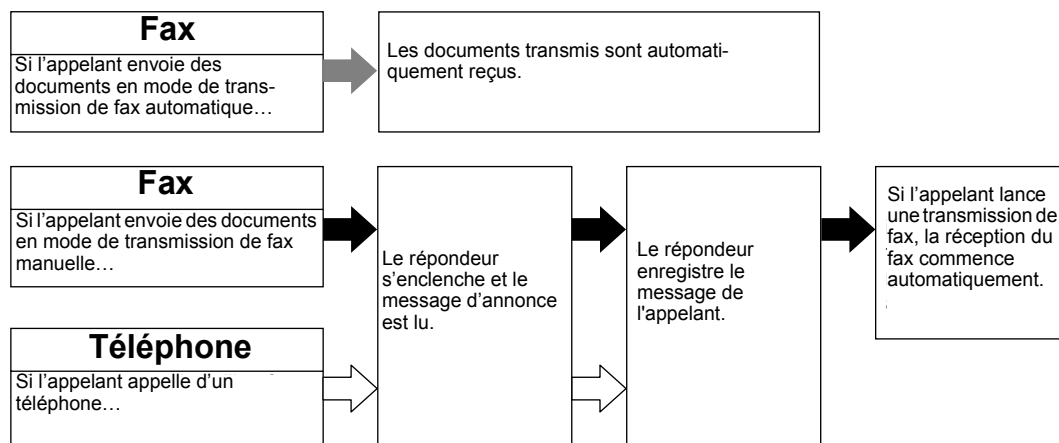 Fax
Si l’appelant envoie des
documents en mode de trans-
mission de fax automatique…
Les documents transmis sont automati-
quement reçus.
Fax
Si l’appelant envoie des documents
en mode de transmission de fax
manuelle…
Téléphone
Si l’appelant appelle d’un
téléphone…
Le répondeur
s’enclenche et le
message d’annonce
est lu.
Le répondeur
enregistre le
message de
l'appelant.
Si l’appelant lance
une transmission de
fax, la réception du
fax commence
automatiquement.